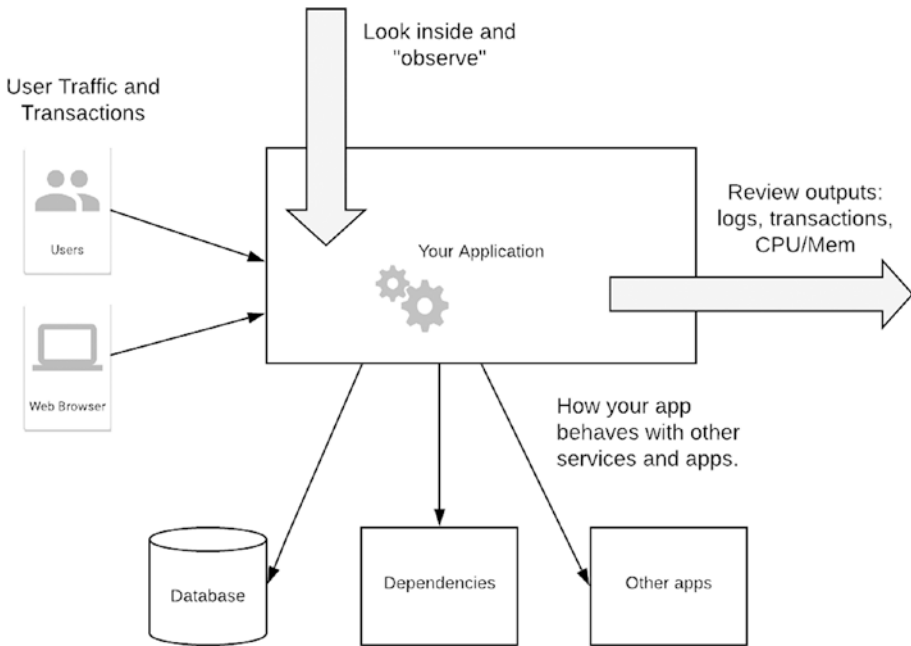 Look inside and
"observe"
User Traffic and
Transactions
Users
Web Browser
Your Application
Review outputs:
logs, transactions,
CPU/Mem
How your app
behaves with other
services and apps.
Database
Dependencies
Other apps